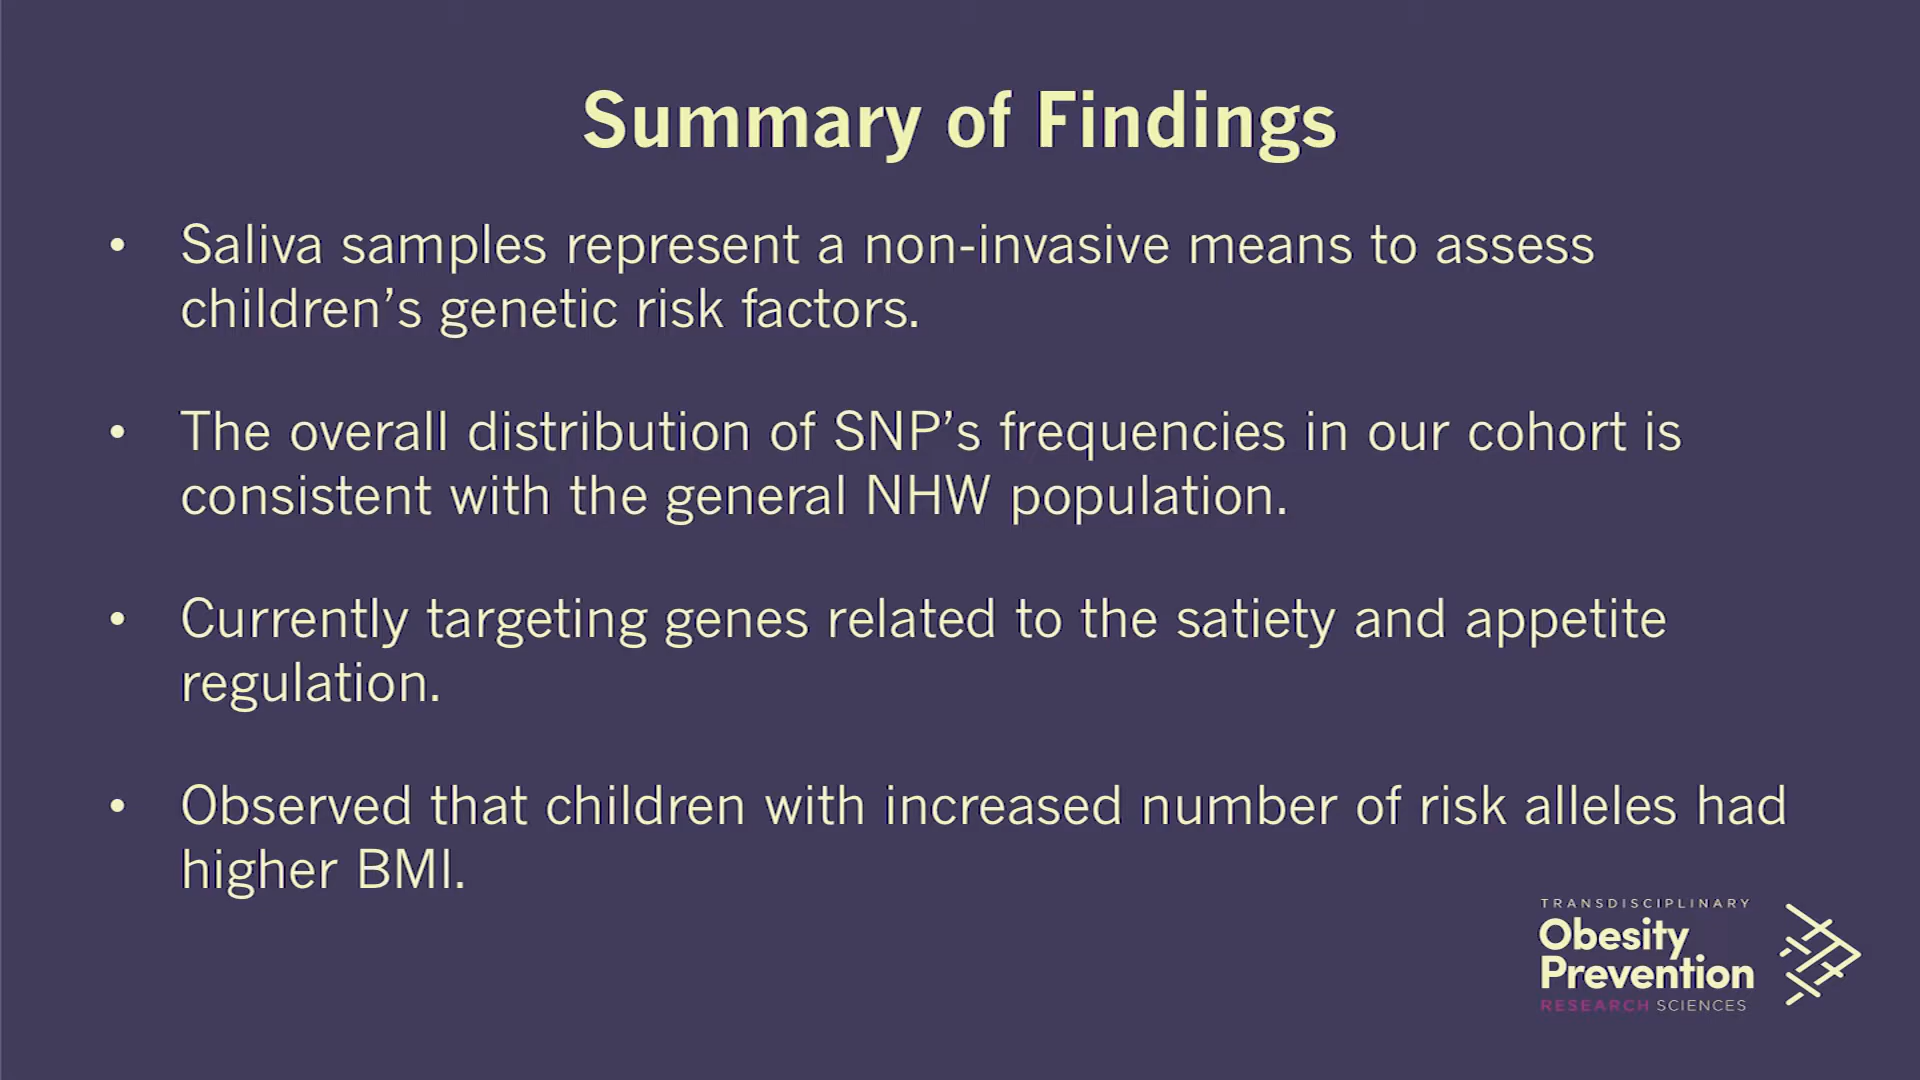 Summary of Findings
• Saliva samples represent a non-invasive means to assess
children’s genetic risk factors.
• The overall distribution of SNP’s frequencies in our cohort is
consistent with the general NHW population.
• Currently targeting genes related to the satiety and appetite
regulation.
• Observed that children with increased number of risk alleles had
higher BMI.
TRANSDISCIPLINARY
Obesity
Prevention
RESEARCH SCIENCES